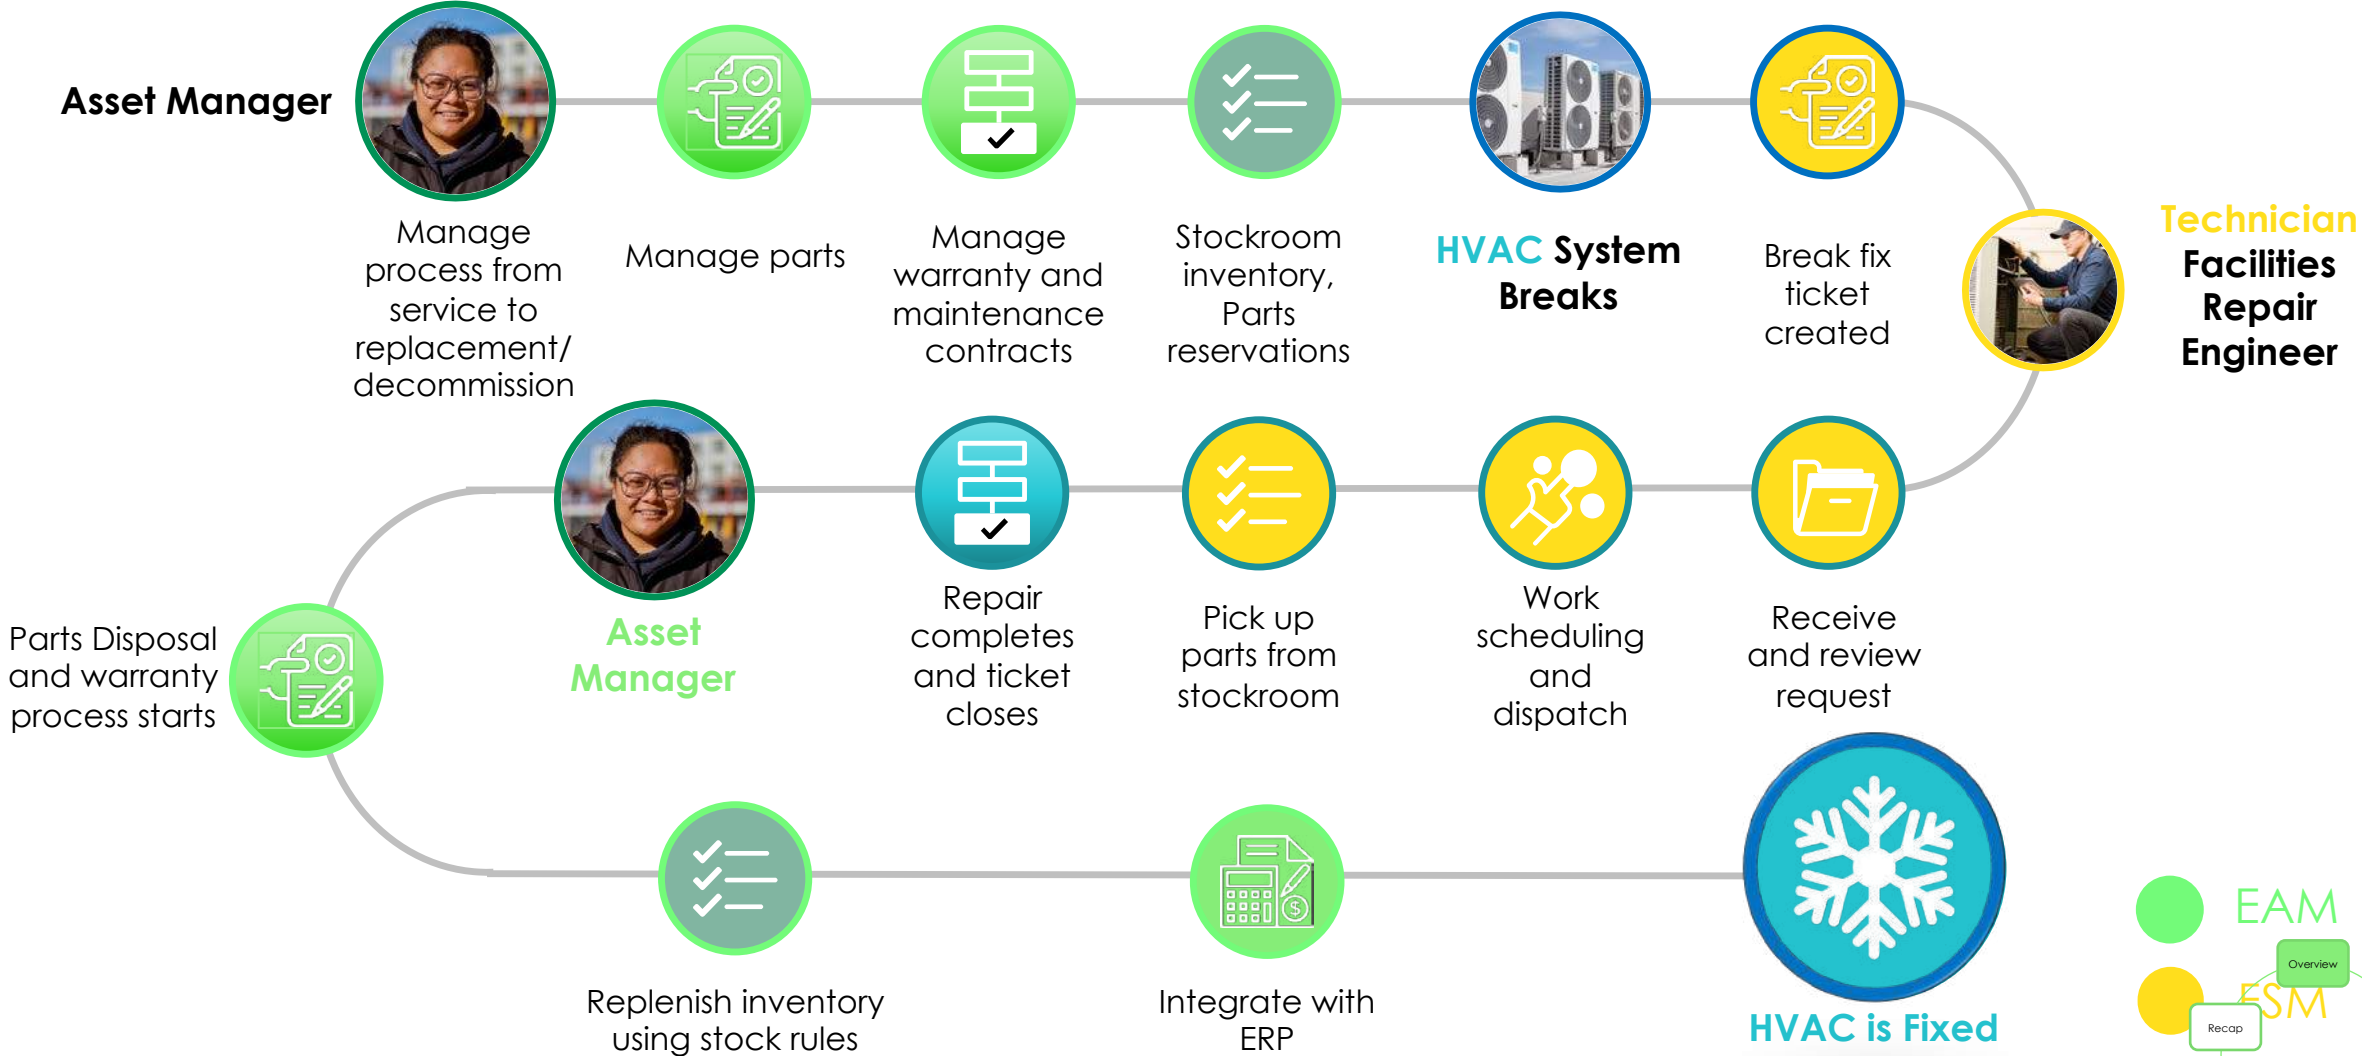 Asset Manager
Manage
process from
service to
replacement/
decommission
Manage parts
Manage
warranty and
maintenance
contracts
Stockroom
inventory,
Parts
reservations
HVAC System
Breaks
Break fix
ticket
created
Technician
Facilities
Repair
Engineer
Receive
and review
request
Work
scheduling
and
dispatch
Pick up
parts from
stockroom
Repair
completes
and ticket
closes
Asset
Manager
Parts Disposal
and warranty
process starts
Replenish inventory
using stock rules
Integrate with
ERP
HVAC is Fixed
EAM
Overview
FSM
Recap